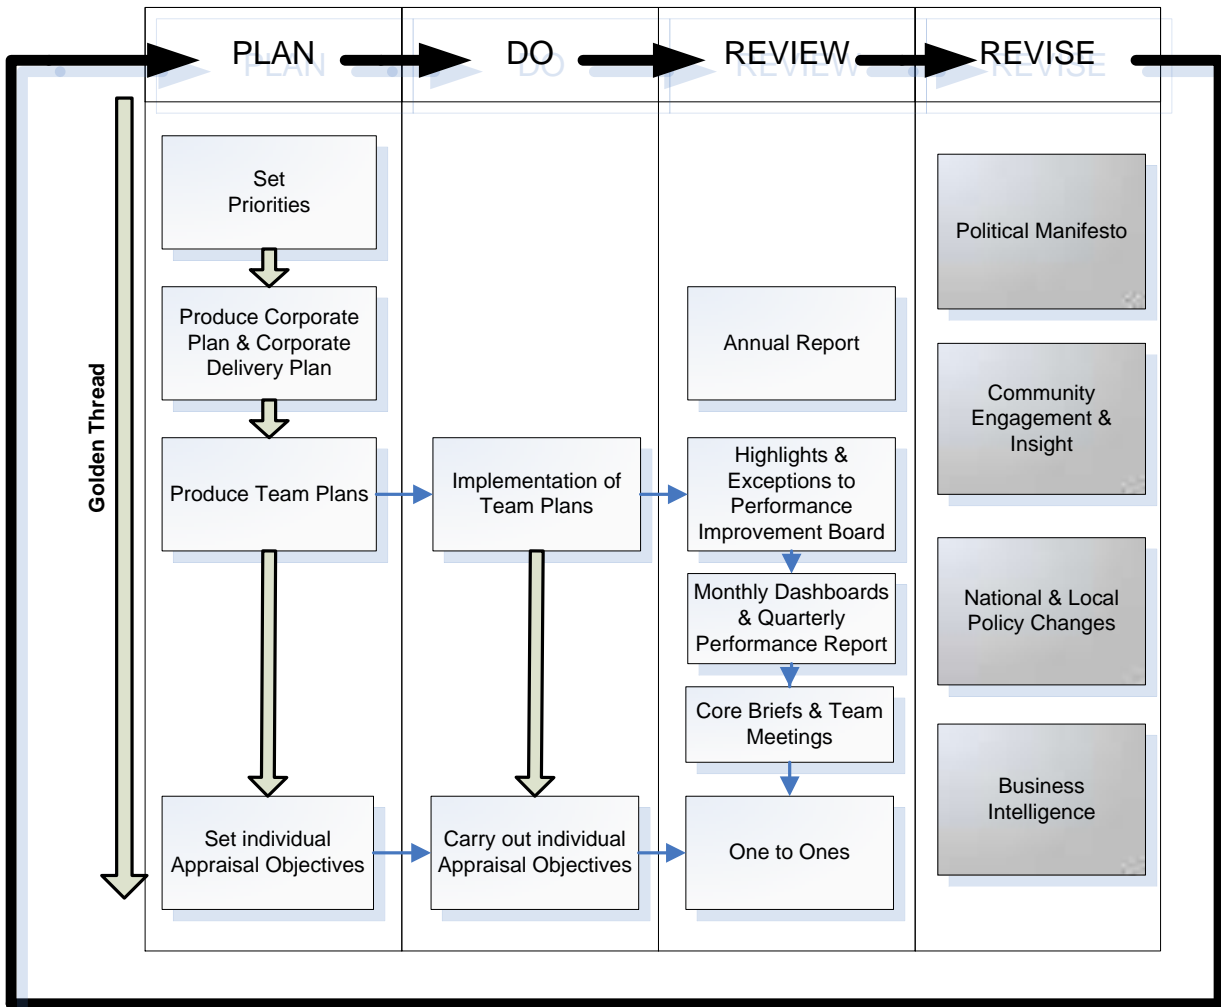 PLAN
DO
REVIEW
REVISE
Golden Thread
Set
Priorities
Produce Corporate
Plan & Corporate
Delivery Plan
Produce Team Plans
Set individual
Appraisal Objectives
Implementation of
Team Plans
Carry out individual
Appraisal Objectives
Annual Report
Highlights &
Exceptions to
Performance
Improvement Board
Monthly Dashboards
& Quarterly
Performance Report
Core Briefs & Team
Meetings
One to Ones
Political Manifesto
Community
Engagement &
Insight
National & Local
Policy Changes
Business
Intelligence